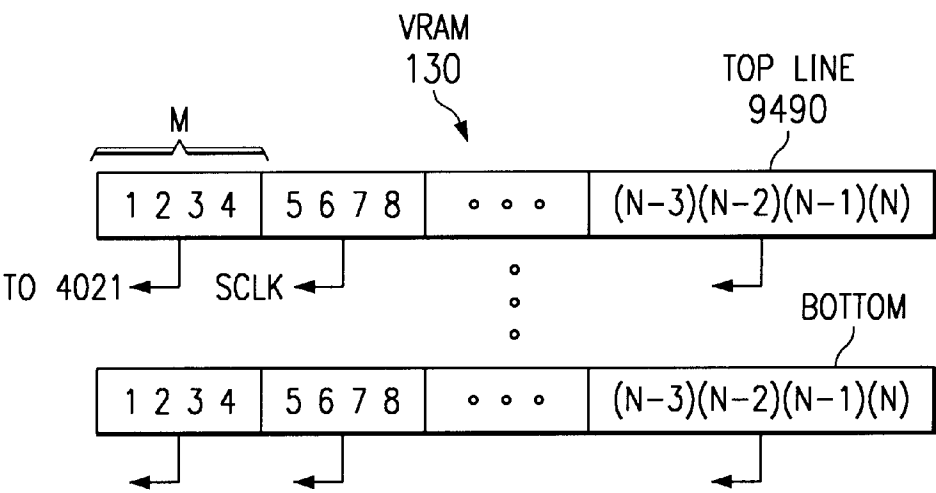 VRAM
130
TOP LINE
9490
M
1 2 3 4 5 6 7 8 ∘ ∘ ∘ (N−3)(N−2)(N−1)(N)
TO 4021 SCLK
BOTTOM
1 2 3 4 5 6 7 8 ∘ ∘ ∘ (N−3)(N−2)(N−1)(N)